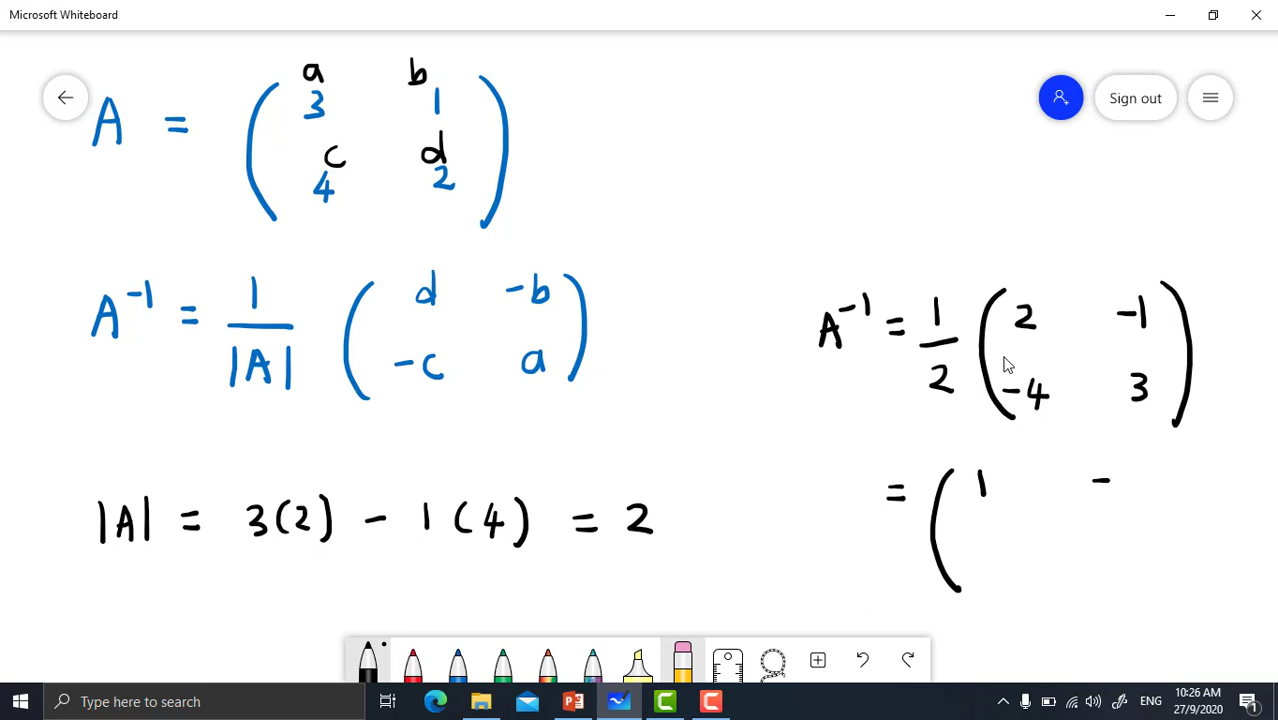 Microsoft Whiteboard
Sign out
a b
A = ( 3 1
c d
4 2 )
A⁻¹ = 1/|A| ( d -b
-c a )
|A| = 3(2) - 1(4) = 2
A⁻¹ = 1/2 ( 2 -1
-4 3 )
= ( 1 -
Type here to search
ENG
10:26 AM
27/9/2020
1